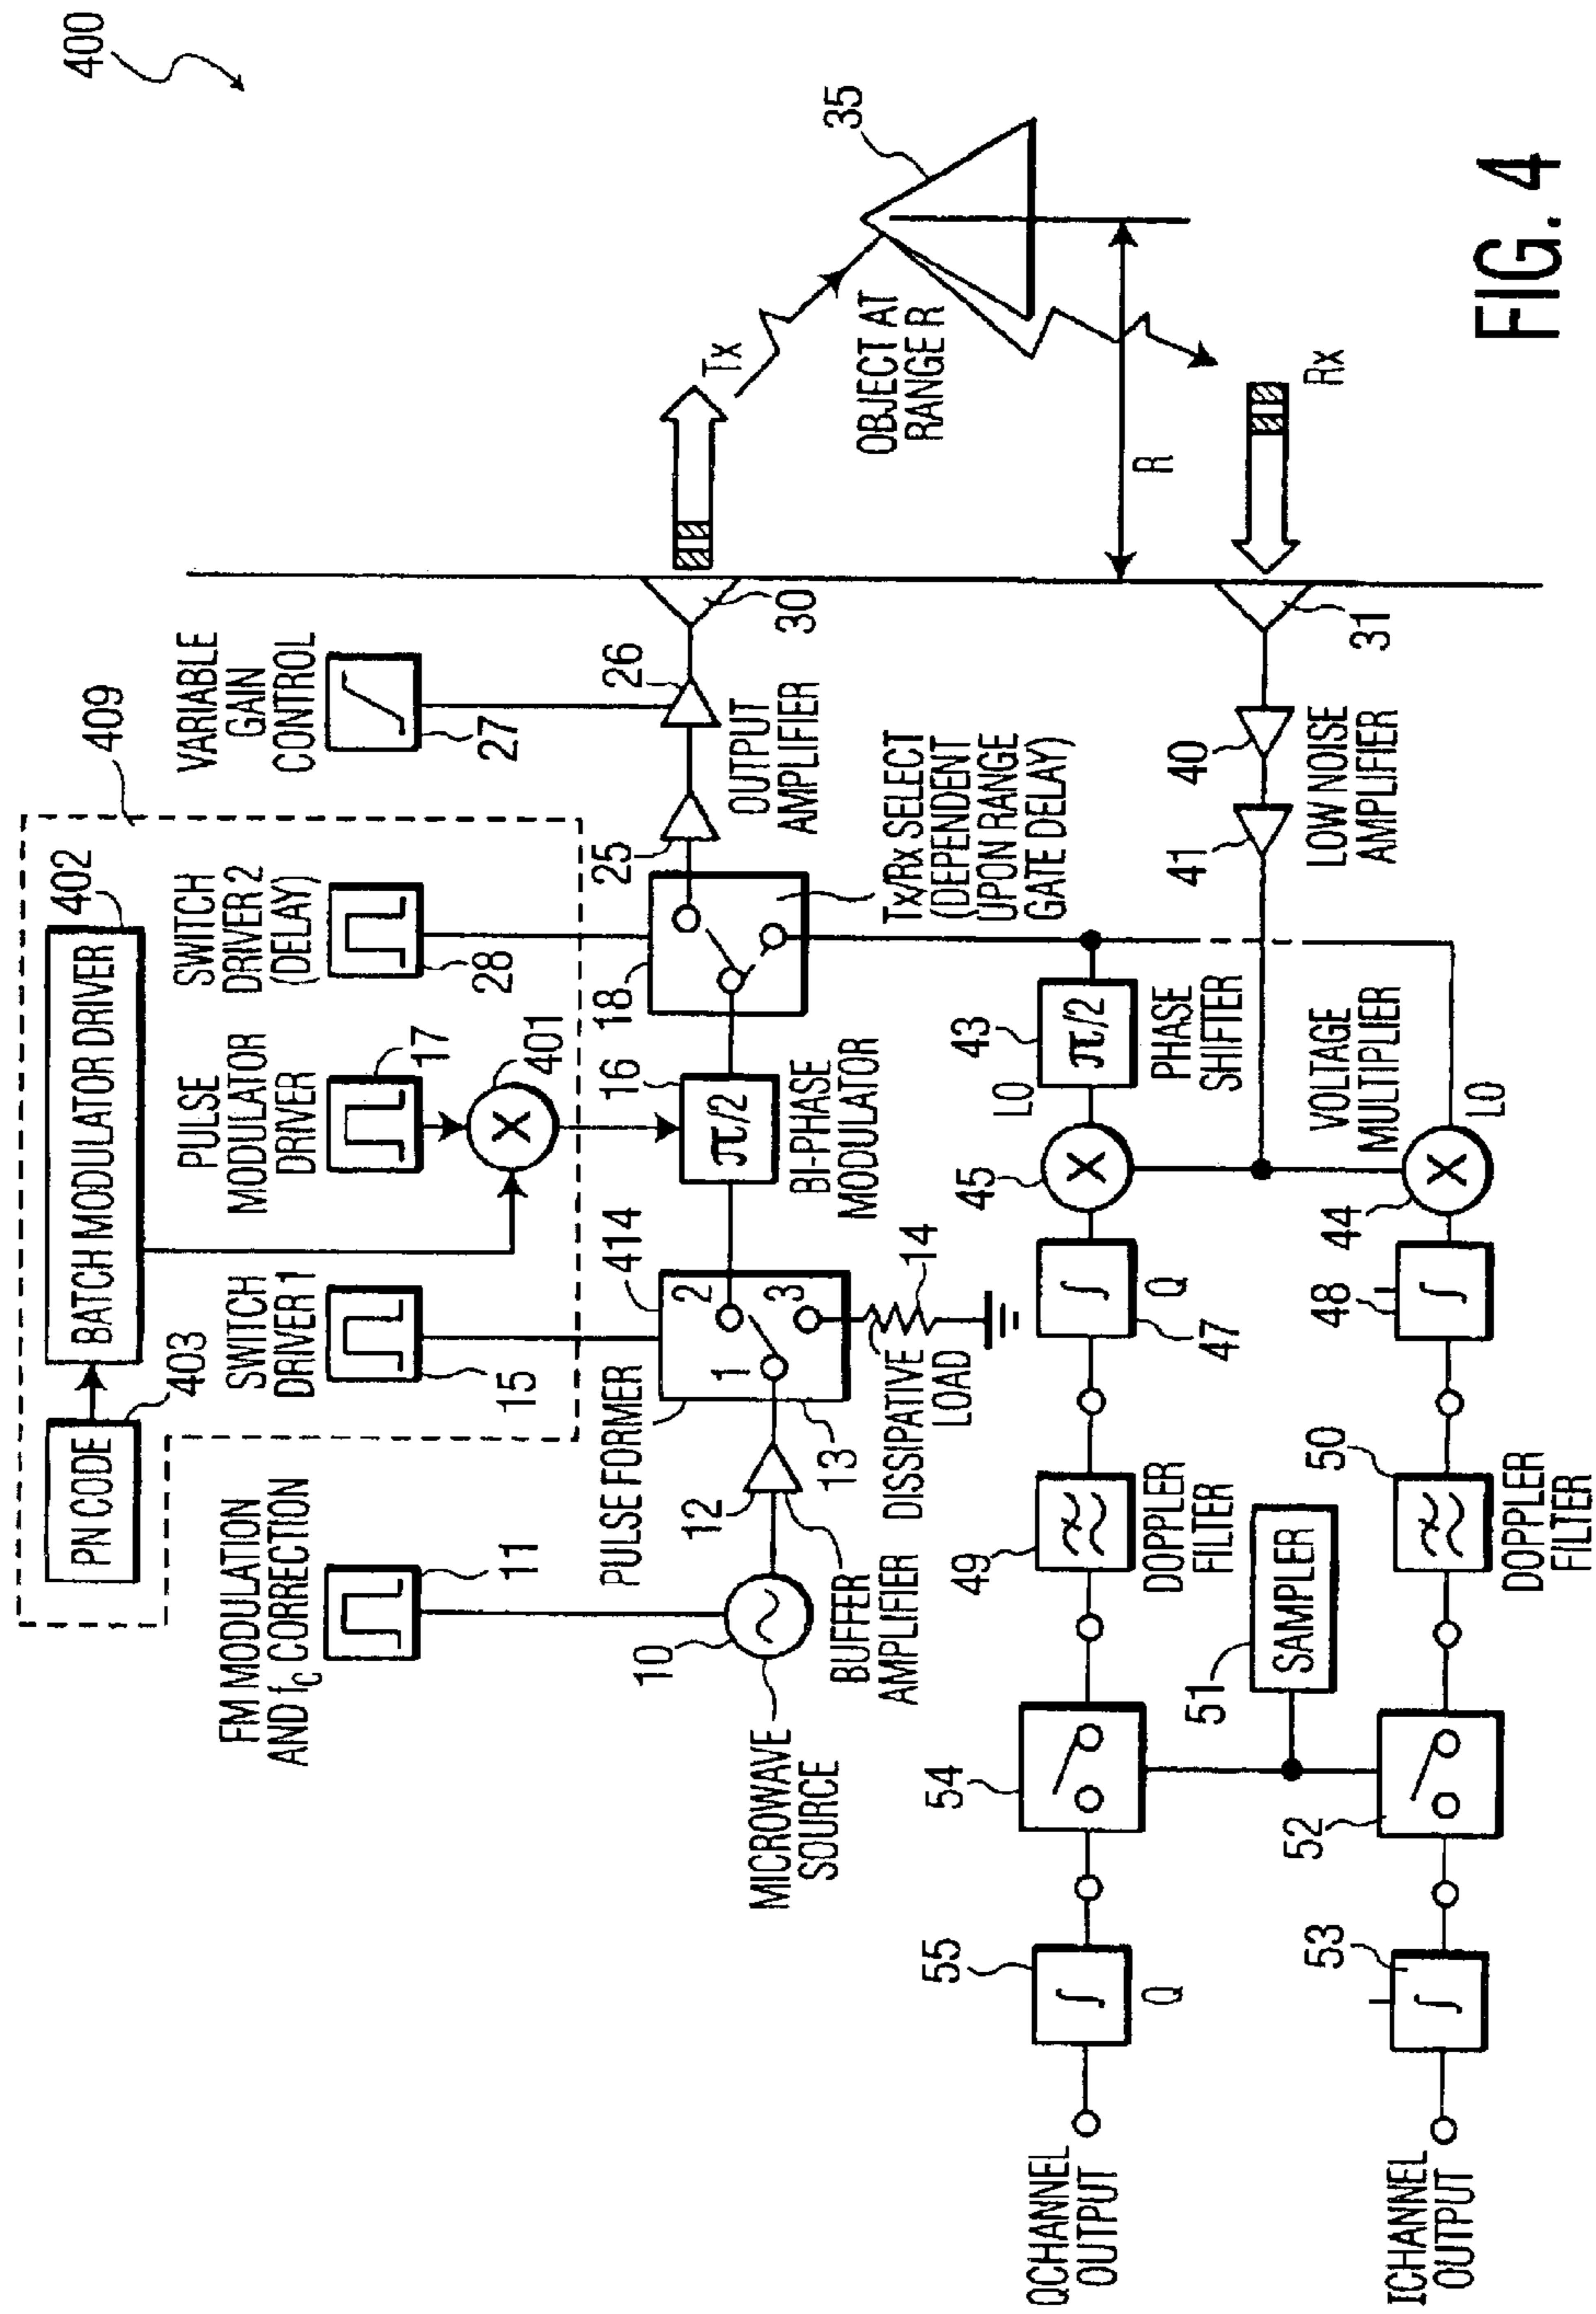 400
409
PN CODE
403
BATCH MODULATOR DRIVER
402
FM MODULATION
AND fC CORRECTION
11
SWITCH
DRIVER 1
15
PULSE
MODULATOR
DRIVER
17
X
401
SWITCH
DRIVER 2
(DELAY)
28
VARIABLE
GAIN
CONTROL
27
MICROWAVE
SOURCE
10
BUFFER
AMPLIFIER
12
PULSE FORMER
414
1
2
3
13
DISSIPATIVE
LOAD
14
16
π/2
BI-PHASE
MODULATOR
18
Tx/Rx SELECT
(DEPENDENT
UPON RANGE
GATE DELAY)
25
26
OUTPUT
AMPLIFIER
30
Tx
35
OBJECT AT
RANGE R
R
Rx
31
40
41
LOW NOISE
AMPLIFIER
43
π/2
PHASE
SHIFTER
LO
45
X
VOLTAGE
MULTIPLIER
LO
44
X
∫
Q
47
48
∫
49
DOPPLER
FILTER
50
DOPPLER
FILTER
51
SAMPLER
54
52
55
∫
Q
53
∫
QCHANNEL
OUTPUT
ICHANNEL
OUTPUT
FIG. 4